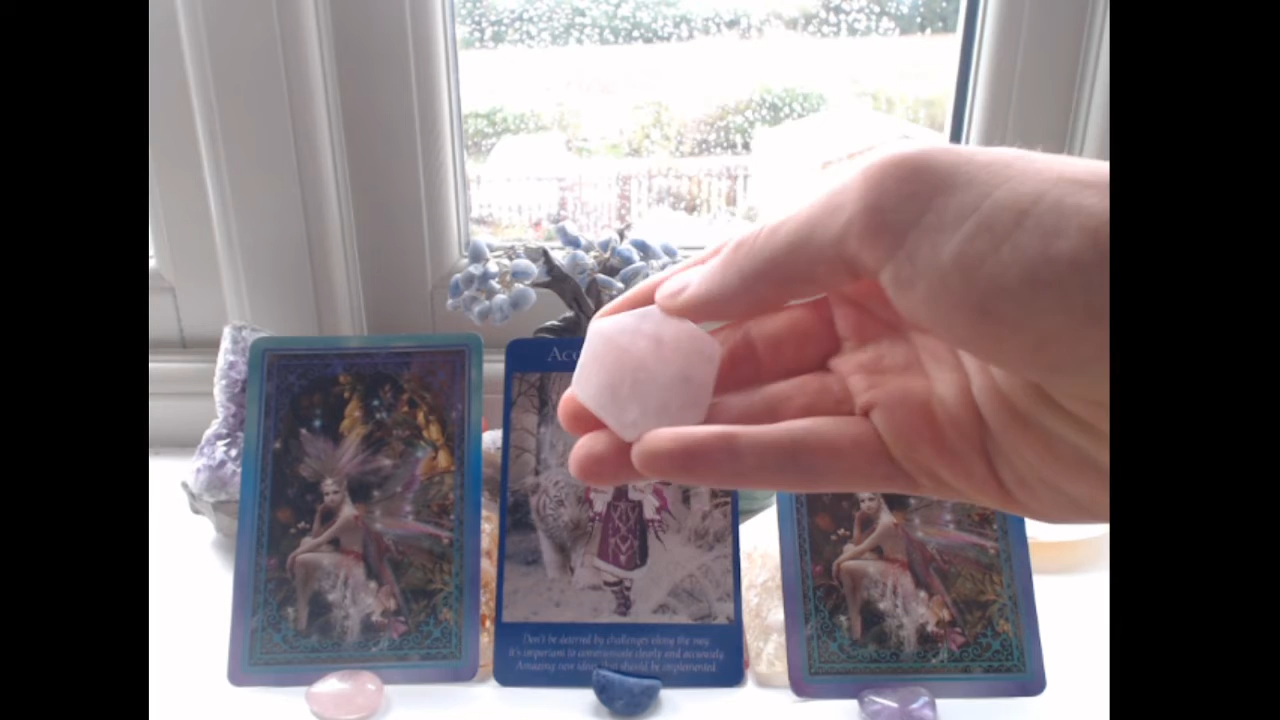 Acc
Don't be deterred by challenges along the way.
It's important to communicate clearly and accurately.
Amazing new ideas that should be implemented